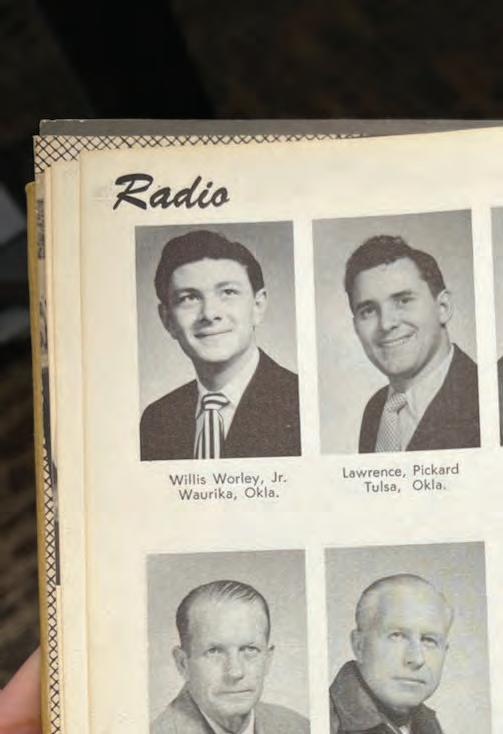 Radio
Willis Worley, Jr.
Waurika, Okla.
Lawrence, Pickard
Tulsa, Okla.